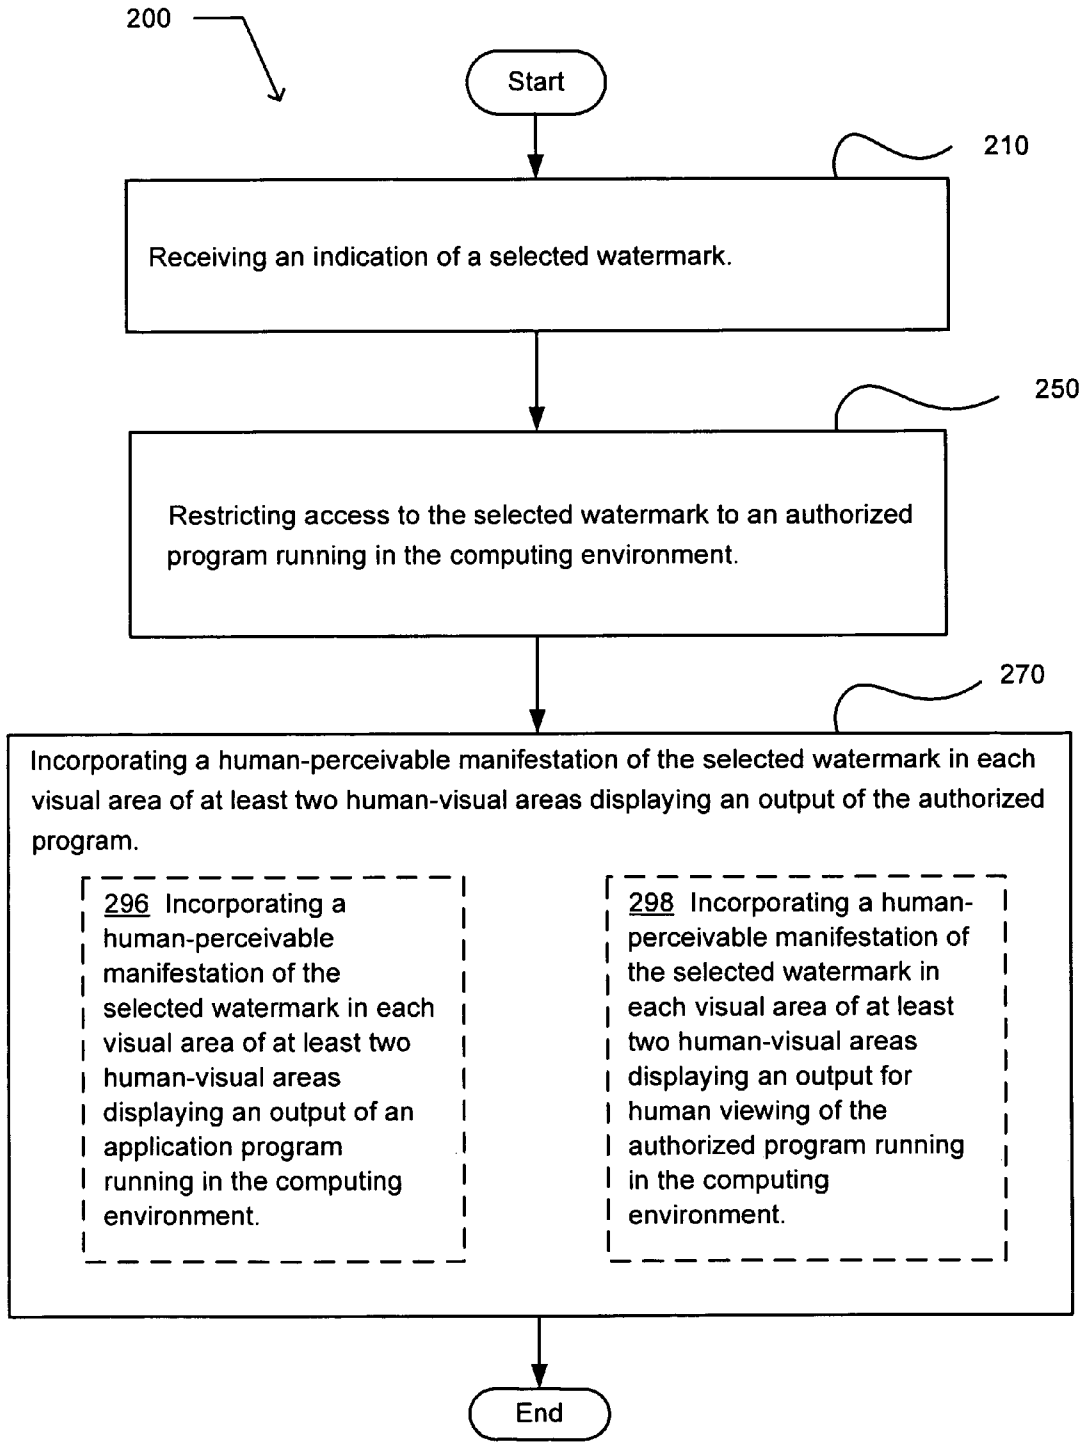 200
Start
210
Receiving an indication of a selected watermark.
250
Restricting access to the selected watermark to an authorized
program running in the computing environment.
270
Incorporating a human-perceivable manifestation of the selected watermark in each
visual area of at least two human-visual areas displaying an output of the authorized
program.
296 Incorporating a
human-perceivable
manifestation of the
selected watermark in each
visual area of at least two
human-visual areas
displaying an output of an
application program
running in the computing
environment.
298 Incorporating a human-
perceivable manifestation of
the selected watermark in
each visual area of at least
two human-visual areas
displaying an output for
human viewing of the
authorized program running
in the computing
environment.
End